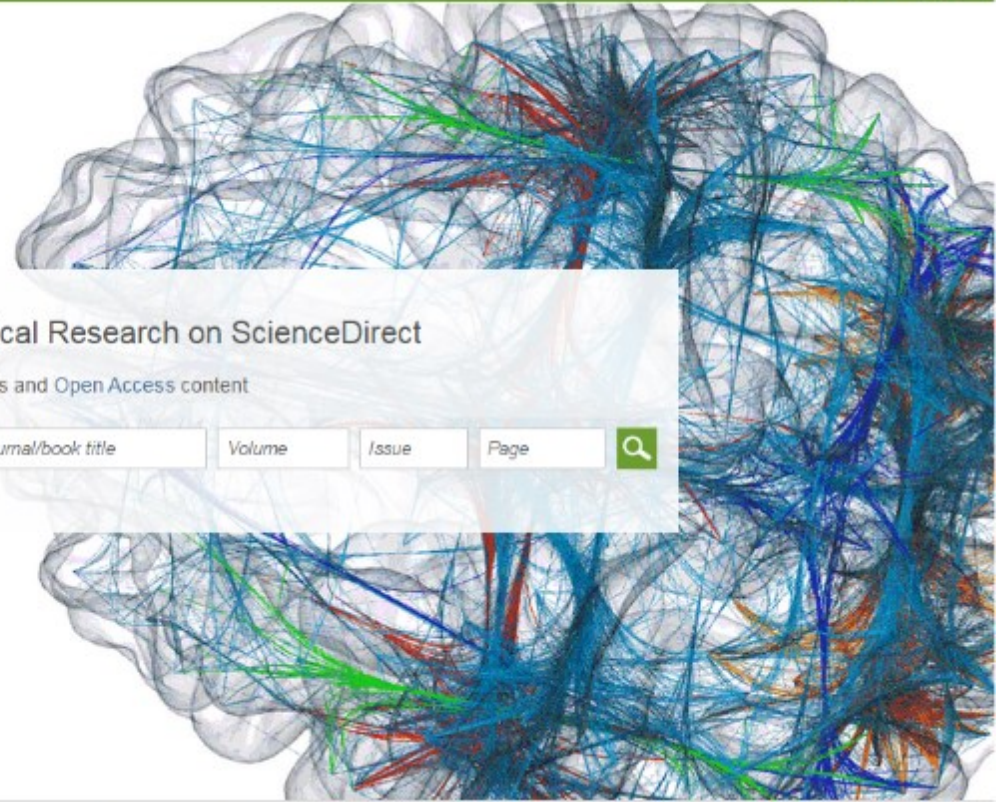 cal Research on ScienceDirect
s and Open Access content
urnal/book title Volume Issue Page